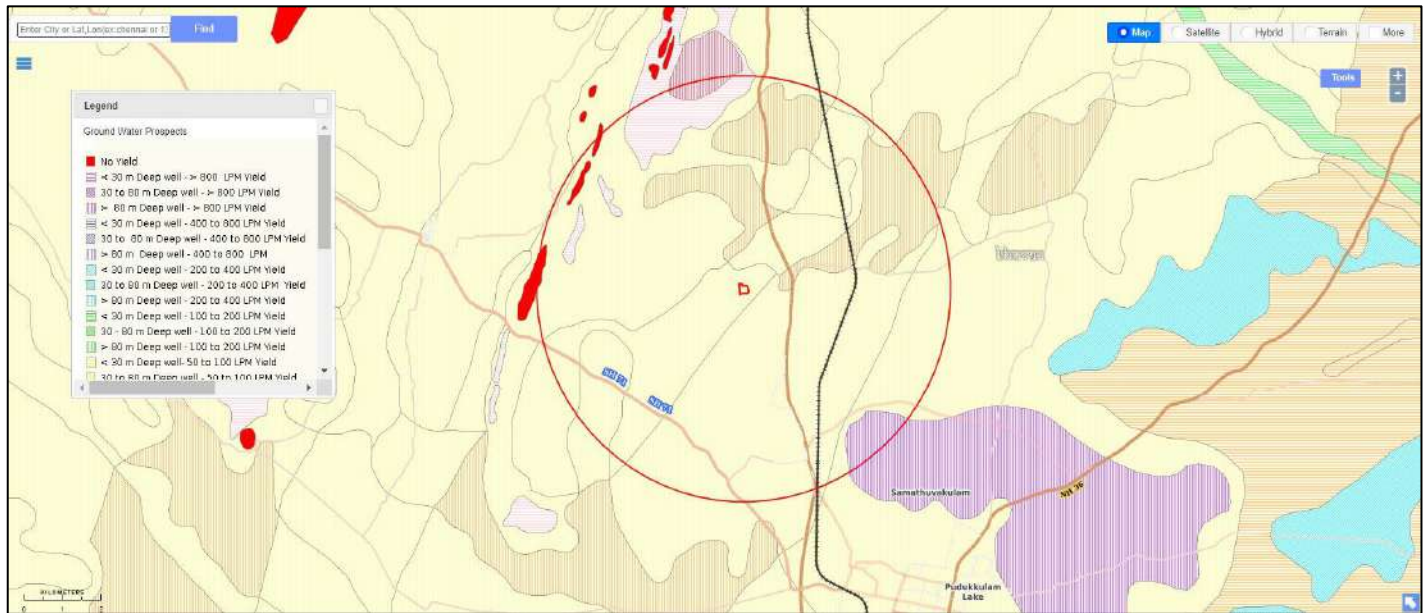 Enter City or Lat,Lon(ex:chennai or 1
Find
Map
Satellite
Hybrid
Terrain
More
Tools
+
-
Legend
Ground Water Prospects
No Yield
< 30 m Deep well - > 800 LPM Yield
30 to 80 m Deep well - > 800 LPM Yield
> 80 m Deep well - > 800 LPM Yield
< 30 m Deep well - 400 to 800 LPM Yield
30 to 80 m Deep well - 400 to 800 LPM Yield
> 80 m Deep well - 400 to 800 LPM
< 30 m Deep well - 200 to 400 LPM Yield
30 to 80 m Deep well - 200 to 400 LPM Yield
> 80 m Deep well - 200 to 400 LPM Yield
< 30 m Deep well - 100 to 200 LPM Yield
30 - 80 m Deep well - 100 to 200 LPM Yield
> 80 m Deep well - 100 to 200 LPM Yield
< 30 m Deep well- 50 to 100 LPM Yield
30 to 80 m Deep well - 50 to 100 LPM Yield
Samathuvakulam
NH 36
Pudukkulam
Lake
KILOMETERS
0 1 2